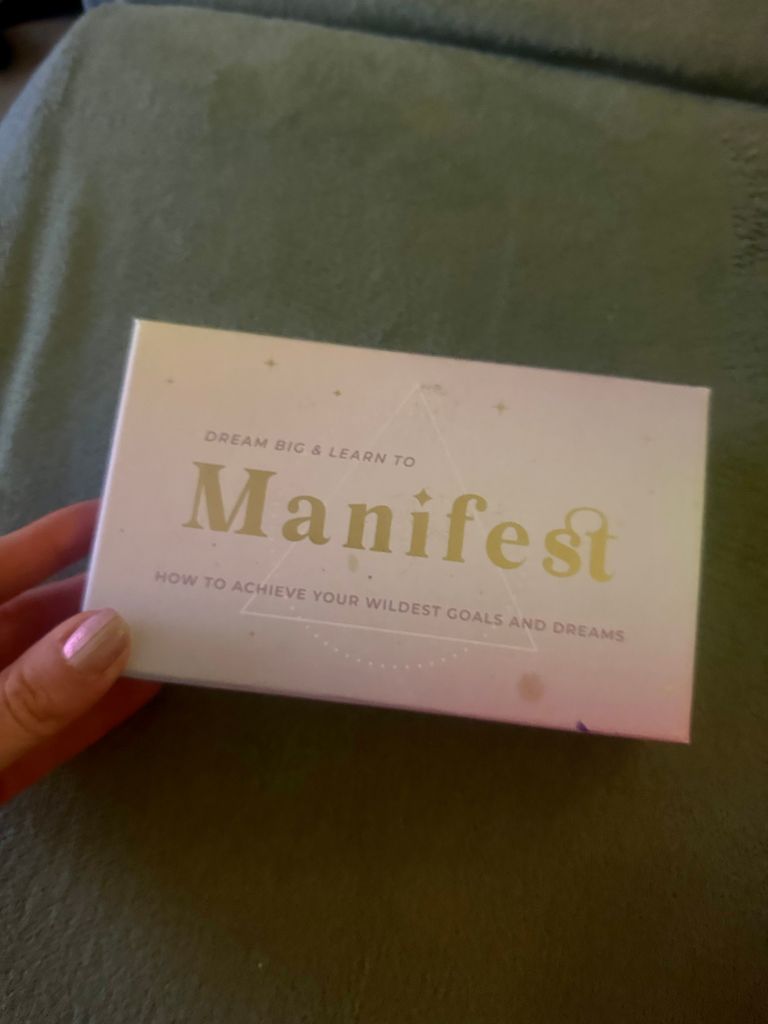 DREAM BIG & LEARN TO
Manifest
HOW TO ACHIEVE YOUR WILDEST GOALS AND DREAMS